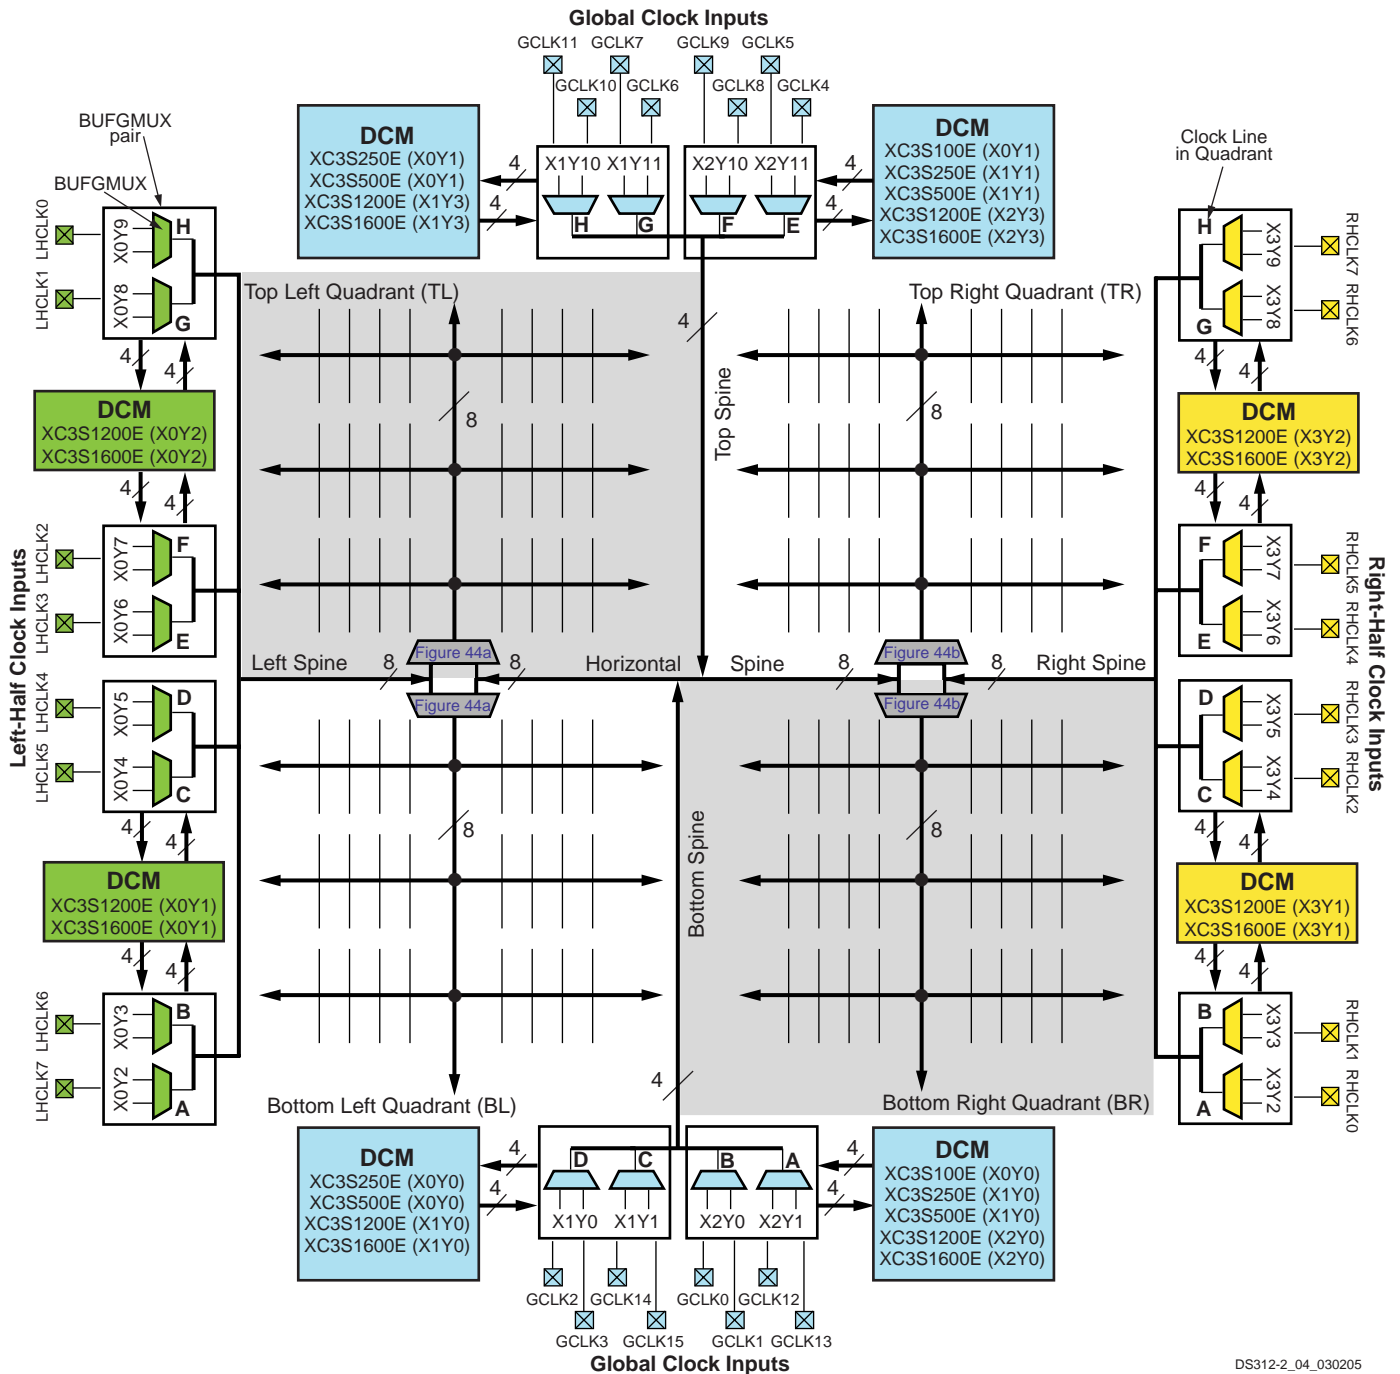 Global Clock Inputs
GCLK11 GCLK7 GCLK9 GCLK5
GCLK10 GCLK6 GCLK8 GCLK4
BUFGMUX
pair
BUFGMUX
Clock Line
in Quadrant
DCM
XC3S250E (X0Y1)
XC3S500E (X0Y1)
XC3S1200E (X1Y3)
XC3S1600E (X1Y3)
4
4
X1Y10 X1Y11
H G
X2Y10 X2Y11
F E
4
4
DCM
XC3S100E (X0Y1)
XC3S250E (X1Y1)
XC3S500E (X1Y1)
XC3S1200E (X2Y3)
XC3S1600E (X2Y3)
Left-Half Clock Inputs
LHCLK0
LHCLK1
X0Y9
H
X0Y8
G
4
4
DCM
XC3S1200E (X0Y2)
XC3S1600E (X0Y2)
4
4
LHCLK2
LHCLK3
X0Y7
F
X0Y6
E
LHCLK4
LHCLK5
X0Y5
D
X0Y4
C
4
4
DCM
XC3S1200E (X0Y1)
XC3S1600E (X0Y1)
4
4
LHCLK6
LHCLK7
X0Y3
B
X0Y2
A
Top Left Quadrant (TL)
8
4
Top Spine
Top Right Quadrant (TR)
8
Figure 44a
Figure 44b
Left Spine
8
8
Horizontal
Spine
8
8
Right Spine
Figure 44a
Figure 44b
8
Bottom Spine
4
8
Bottom Left Quadrant (BL)
Bottom Right Quadrant (BR)
Right-Half Clock Inputs
H
X3Y9
G
X3Y8
RHCLK7
RHCLK6
4
4
DCM
XC3S1200E (X3Y2)
XC3S1600E (X3Y2)
4
4
F
X3Y7
E
X3Y6
RHCLK5
RHCLK4
D
X3Y5
C
X3Y4
RHCLK3
RHCLK2
4
4
DCM
XC3S1200E (X3Y1)
XC3S1600E (X3Y1)
4
4
B
X3Y3
A
X3Y2
RHCLK1
RHCLK0
DCM
XC3S250E (X0Y0)
XC3S500E (X0Y0)
XC3S1200E (X1Y0)
XC3S1600E (X1Y0)
4
4
D C
X1Y0 X1Y1
B A
X2Y0 X2Y1
4
4
DCM
XC3S100E (X0Y0)
XC3S250E (X1Y0)
XC3S500E (X1Y0)
XC3S1200E (X2Y0)
XC3S1600E (X2Y0)
GCLK2 GCLK14 GCLK0 GCLK12
GCLK3 GCLK15 GCLK1 GCLK13
Global Clock Inputs
DS312-2_04_030205